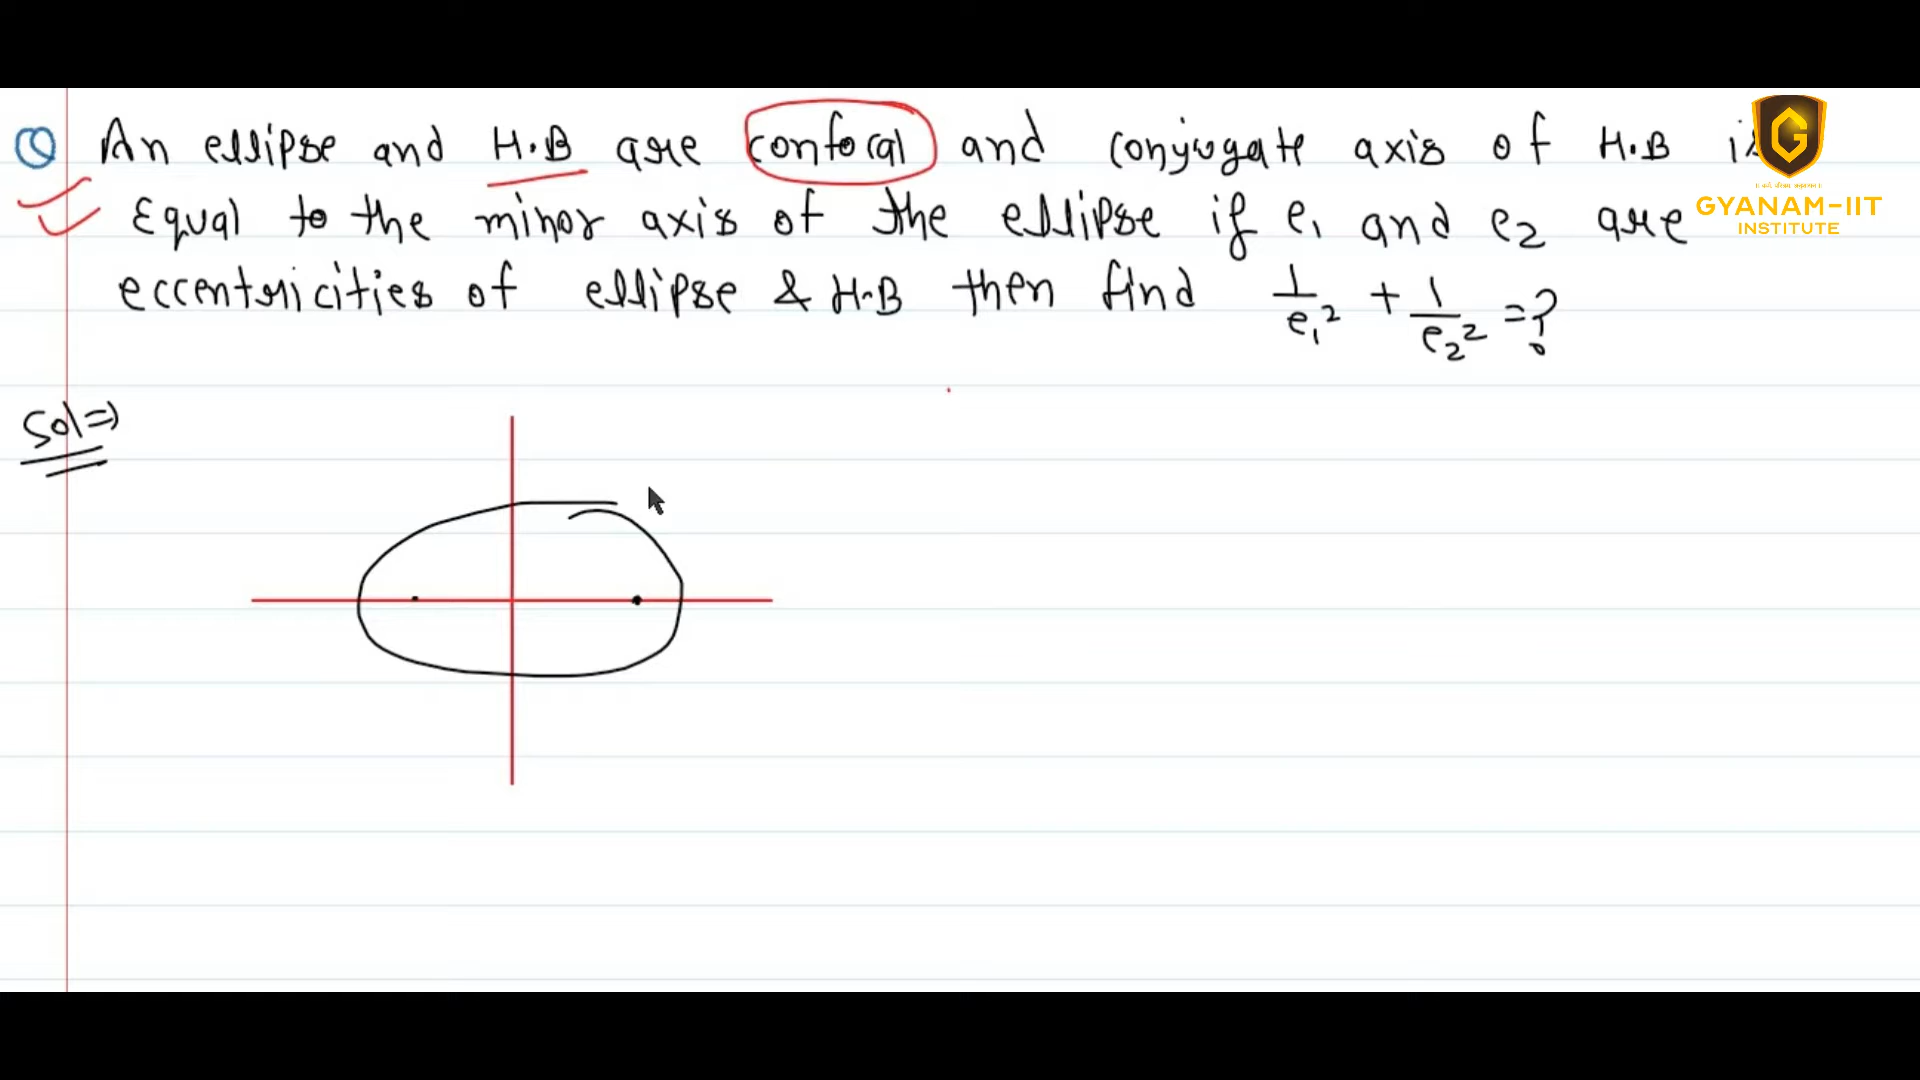 Q An ellipse and H.B are confocal and conjugate axis of H.B is
Equal to the minor axis of the ellipse if e₁ and e₂ are
eccentricities of ellipse & H.B then find 1/e₁² + 1/e₂² = ?
Sol⇒
GYANAM-IIT
INSTITUTE